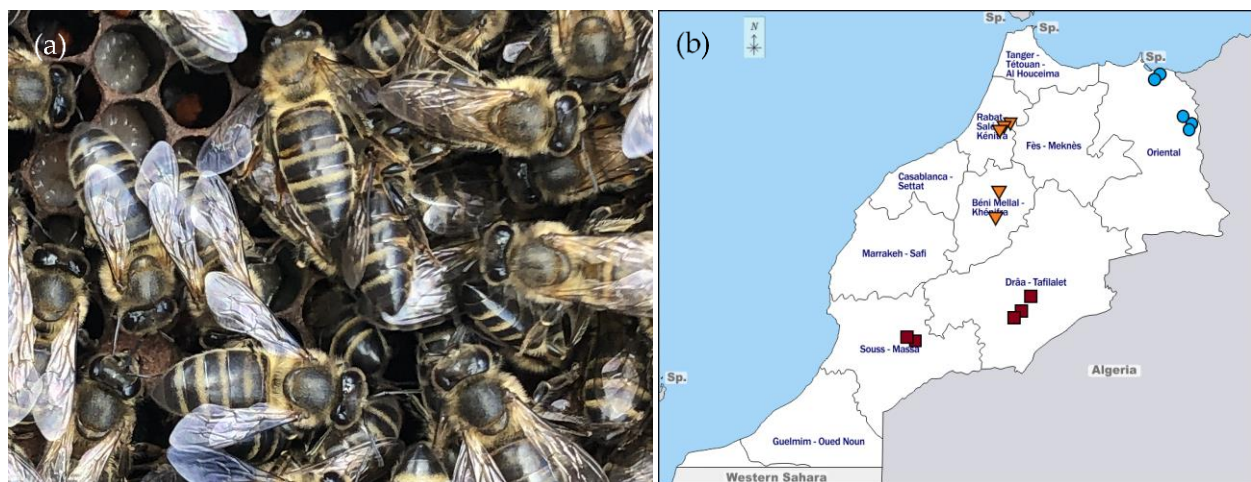 (a)
(b)
N
Sp.
Sp.
Tanger -
Tétouan -
Al Houceima
Rabat
Salé
Kénitra
Fès - Meknès
Oriental
Casablanca -
Settat
Béni Mellal -
Khénifra
Marrakeh - Safi
Drâa - Tafilalet
Souss - Massa
Sp.
Algeria
Guelmim - Oued Noun
Western Sahara